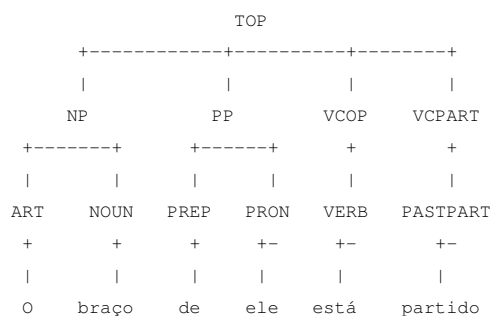 TOP
+------------+----------+--------+
| | | |
NP PP VCOP VCPART
+-------+ +------+ + +
| | | | | |
ART NOUN PREP PRON VERB PASTPART
+ + + +- +- +-
| | | | | |
O braço de ele está partido